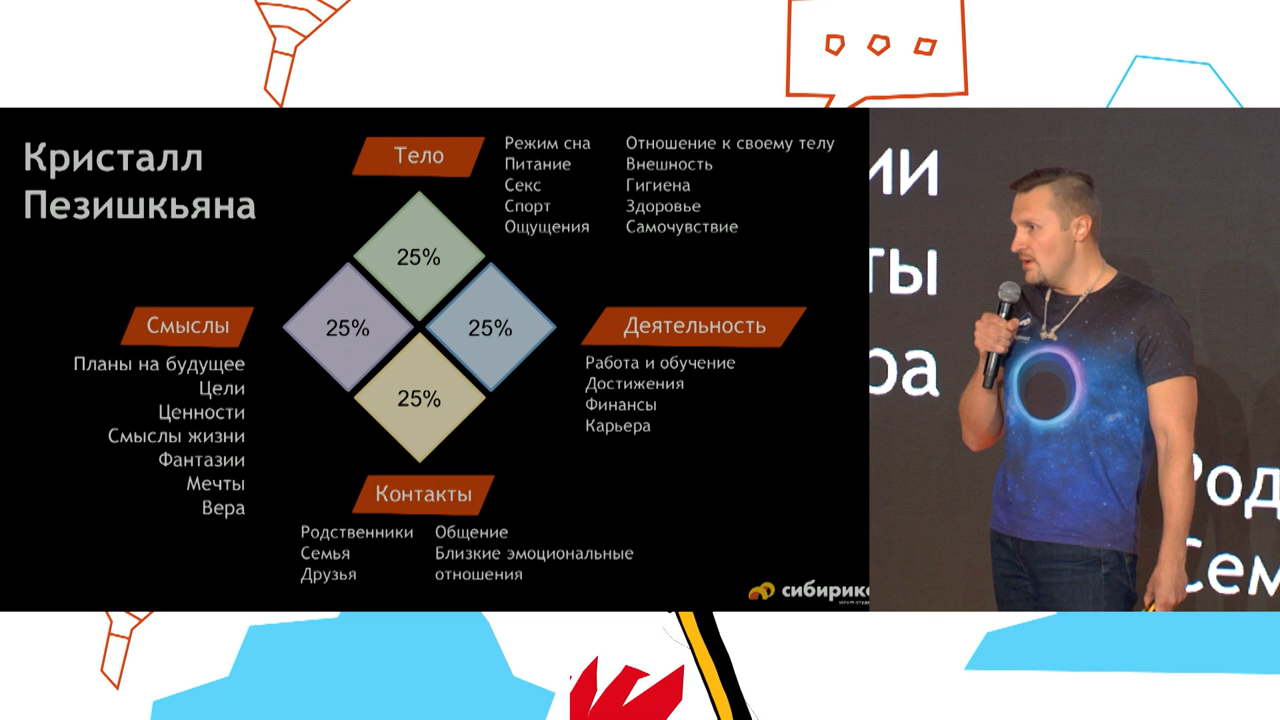 Кристалл
Пезишкьяна
Тело
Режим сна
Питание
Секс
Спорт
Ощущения
Отношение к своему телу
Внешность
Гигиена
Здоровье
Самочувствие
25%
25%
25%
25%
Смыслы
Планы на будущее
Цели
Ценности
Смыслы жизни
Фантазии
Мечты
Вера
Деятельность
Работа и обучение
Достижения
Финансы
Карьера
Контакты
Родственники
Семья
Друзья
Общение
Близкие эмоциональные
отношения
сибирикс
ии
ты
ра
Род
Сем